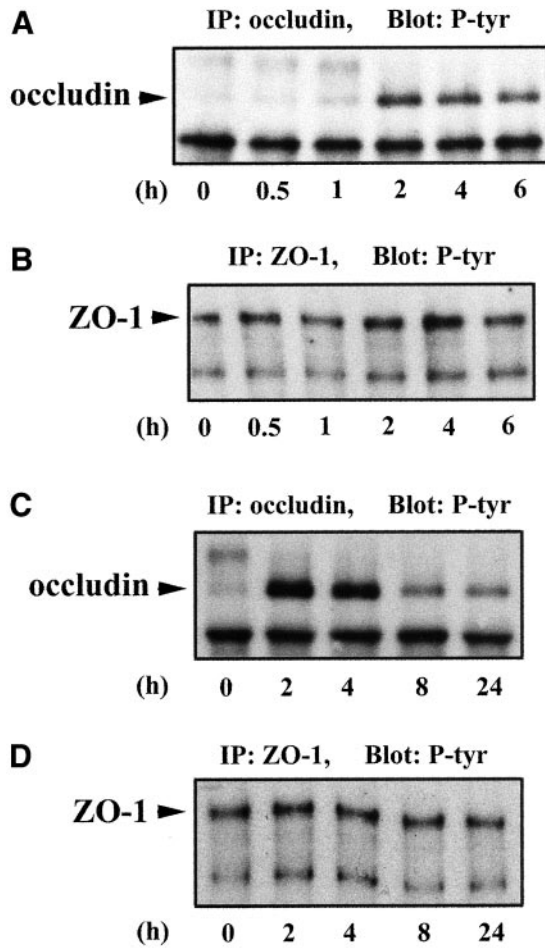 A
IP: occludin, Blot: P-tyr
occludin
(h) 0 0.5 1 2 4 6
B
IP: ZO-1, Blot: P-tyr
ZO-1
(h) 0 0.5 1 2 4 6
C
IP: occludin, Blot: P-tyr
occludin
(h) 0 2 4 8 24
D
IP: ZO-1, Blot: P-tyr
ZO-1
(h) 0 2 4 8 24